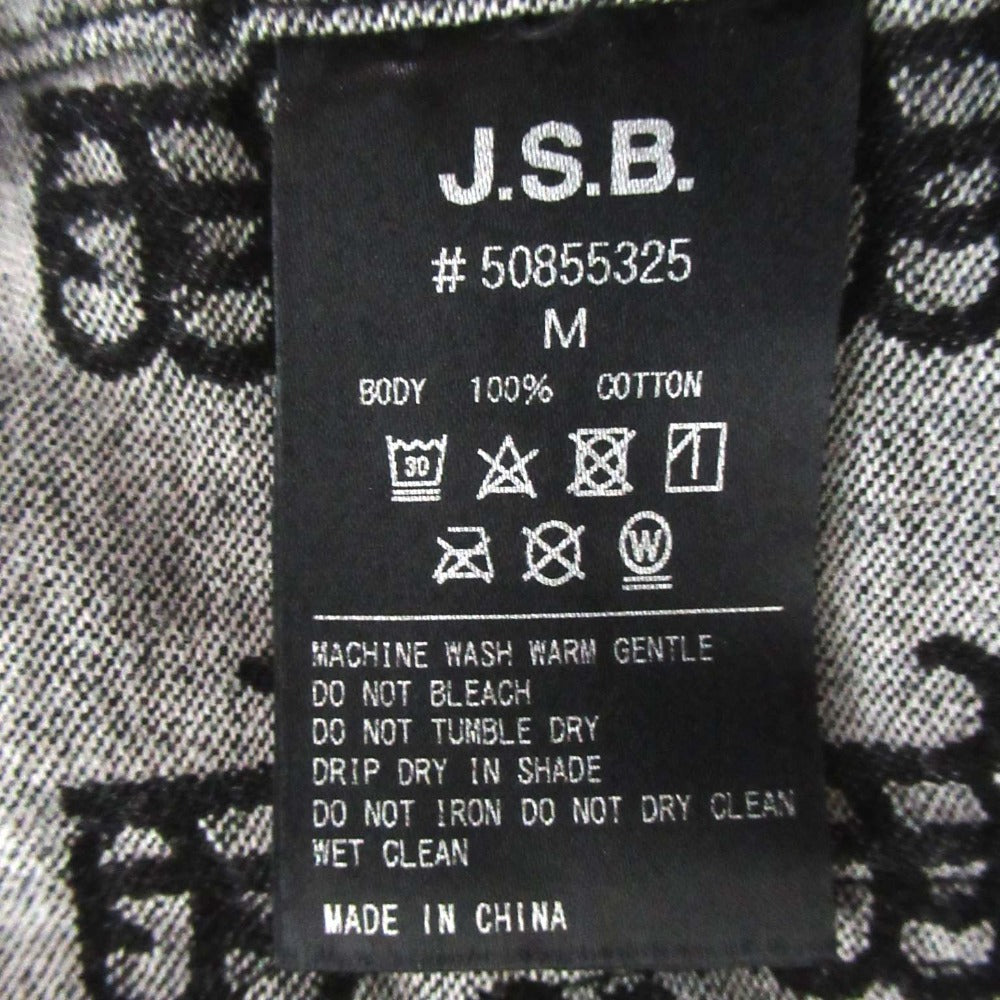 J.S.B.
#50855325
M
BODY 100% COTTON
30
W
MACHINE WASH WARM GENTLE
DO NOT BLEACH
DO NOT TUMBLE DRY
DRIP DRY IN SHADE
DO NOT IRON DO NOT DRY CLEAN
WET CLEAN
MADE IN CHINA